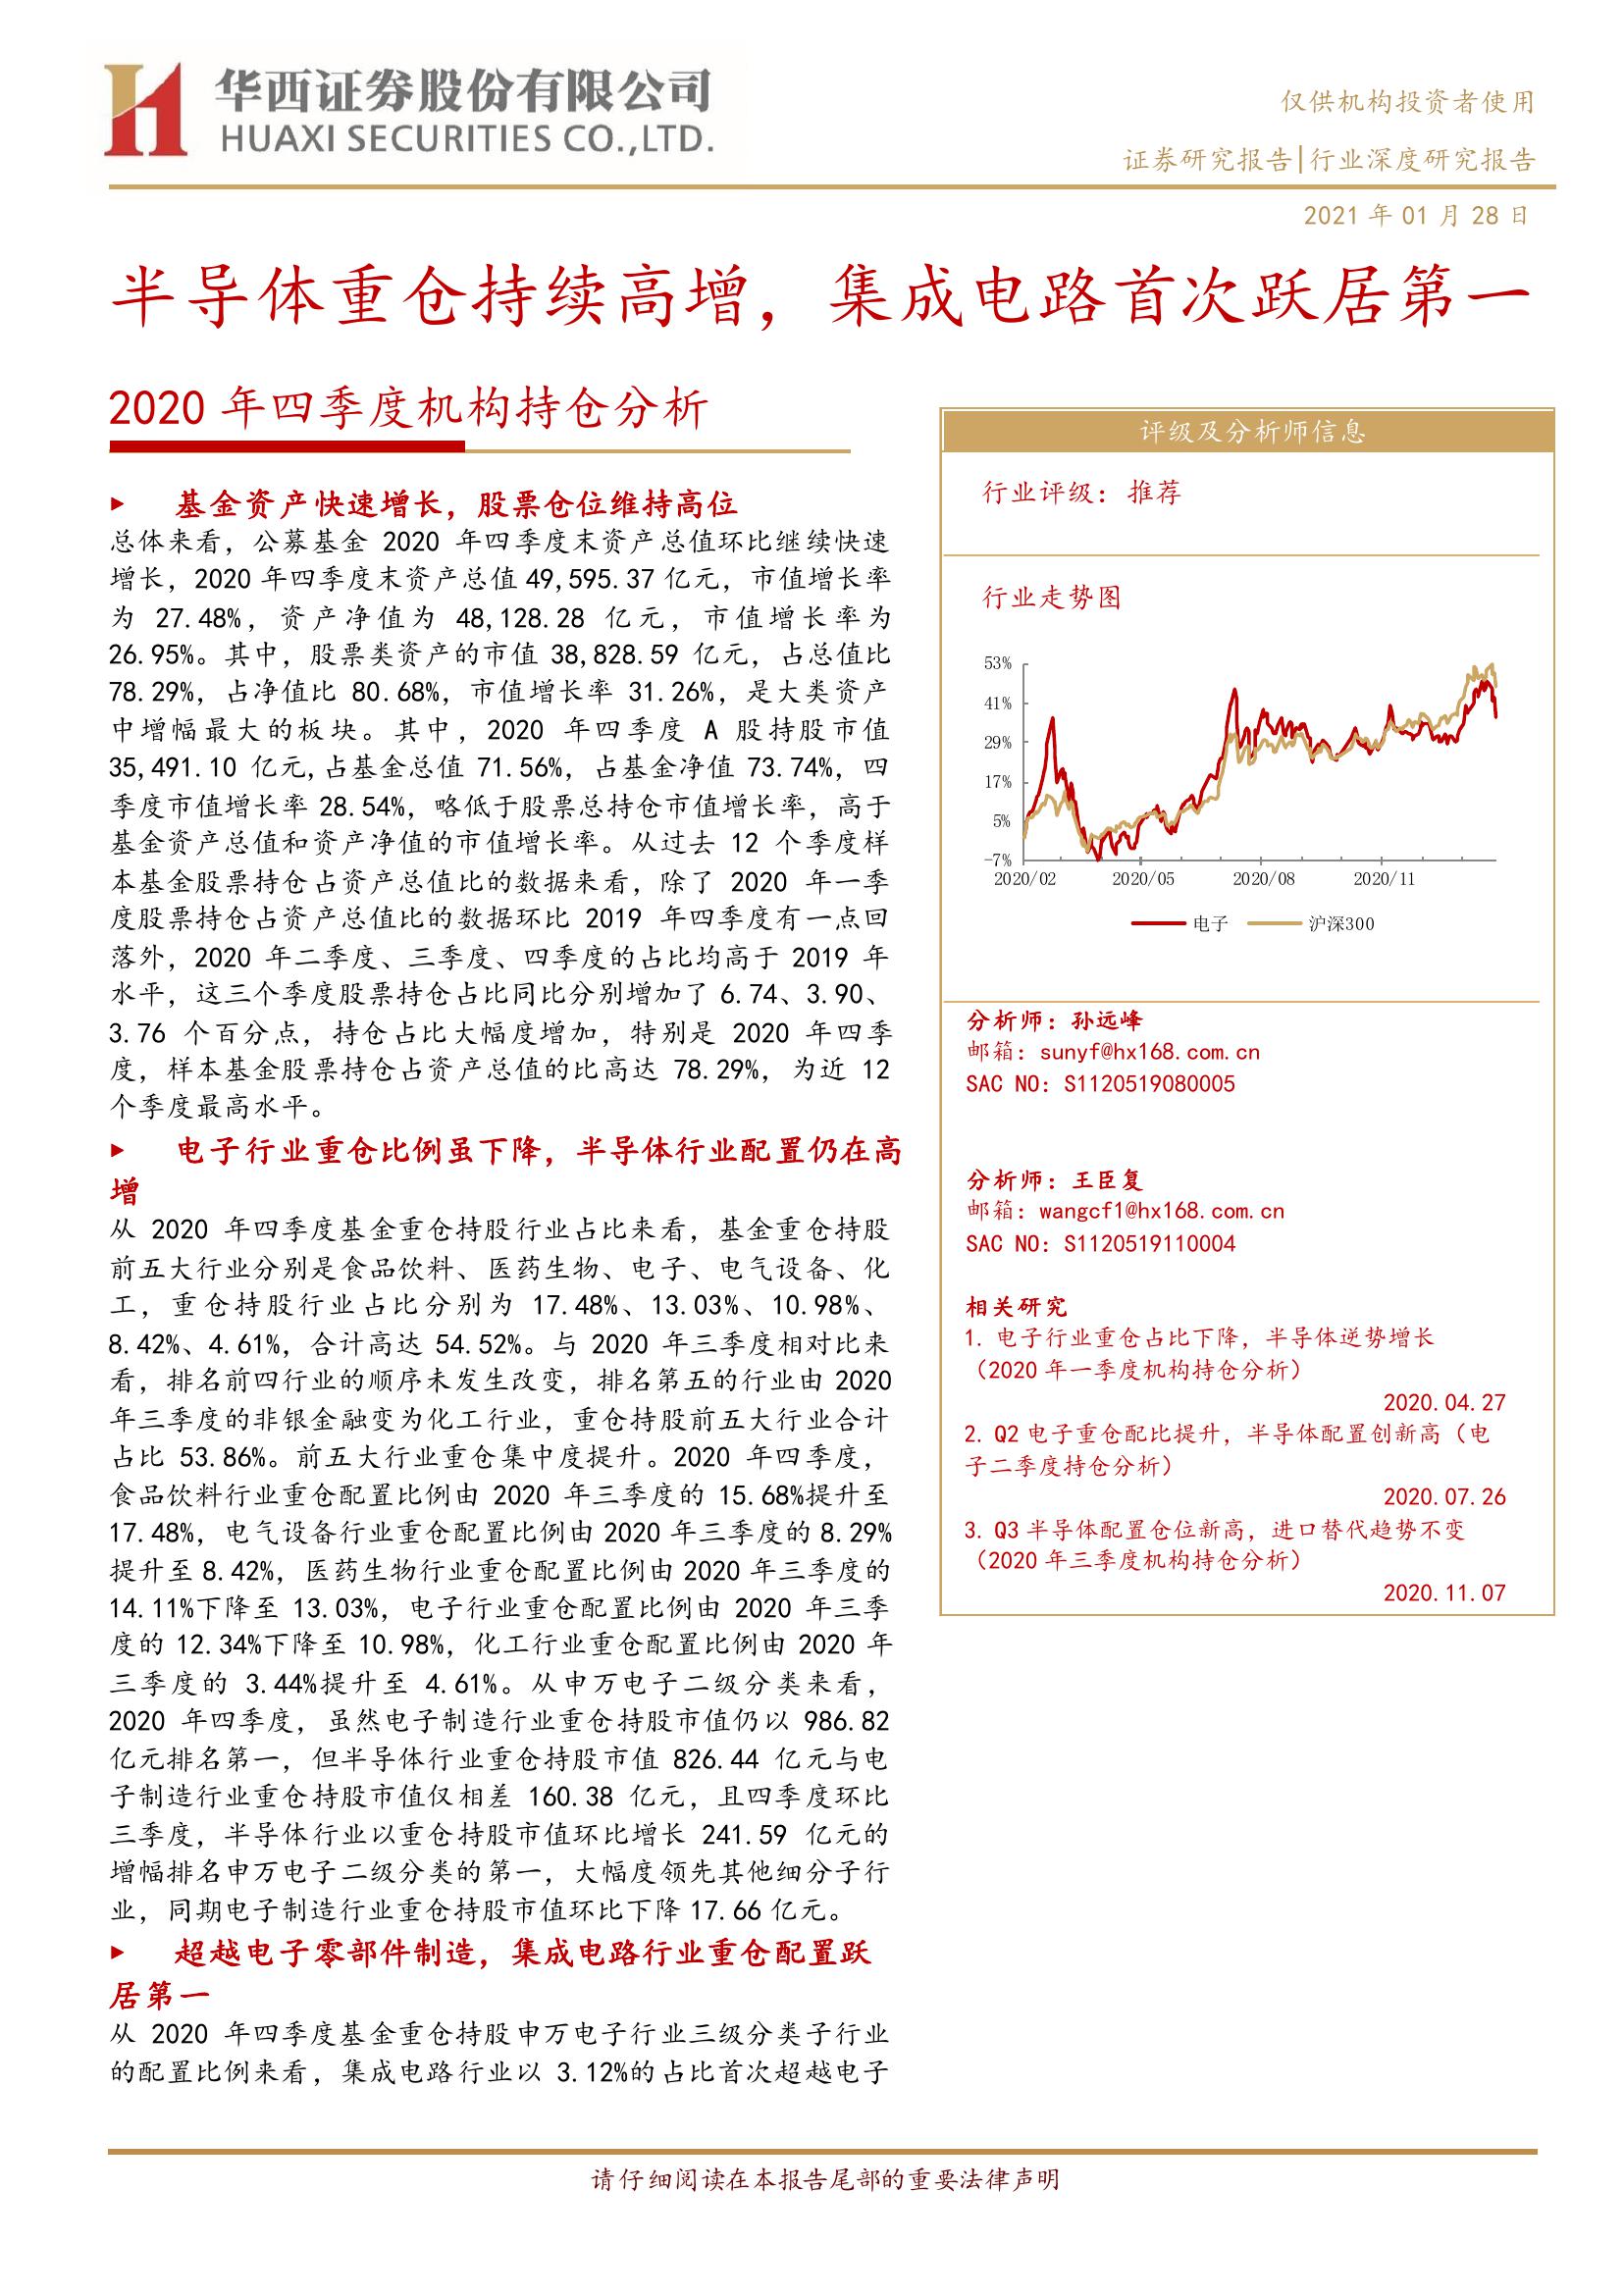 华西证券股份有限公司
HUAXI SECURITIES CO.,LTD.
仅供机构投资者使用
证券研究报告|行业深度研究报告
2021 年 01 月 28 日
半导体重仓持续高增，集成电路首次跃居第一
2020 年四季度机构持仓分析
基金资产快速增长，股票仓位维持高位
总体来看，公募基金 2020 年四季度末资产总值环比继续快速
增长，2020 年四季度末资产总值 49,595.37 亿元，市值增长率
为 27.48%，资产净值为 48,128.28 亿元，市值增长率为
26.95%。其中，股票类资产的市值 38,828.59 亿元，占总值比
78.29%，占净值比 80.68%，市值增长率 31.26%，是大类资产
中增幅最大的板块。其中，2020 年四季度 A 股持股市值
35,491.10 亿元,占基金总值 71.56%，占基金净值 73.74%，四
季度市值增长率 28.54%，略低于股票总持仓市值增长率，高于
基金资产总值和资产净值的市值增长率。从过去 12 个季度样
本基金股票持仓占资产总值比的数据来看，除了 2020 年一季
度股票持仓占资产总值比的数据环比 2019 年四季度有一点回
落外，2020 年二季度、三季度、四季度的占比均高于 2019 年
水平，这三个季度股票持仓占比同比分别增加了 6.74、3.90、
3.76 个百分点，持仓占比大幅度增加，特别是 2020 年四季
度，样本基金股票持仓占资产总值的比高达 78.29%，为近 12
个季度最高水平。
电子行业重仓比例虽下降，半导体行业配置仍在高
增
从 2020 年四季度基金重仓持股行业占比来看，基金重仓持股
前五大行业分别是食品饮料、医药生物、电子、电气设备、化
工，重仓持股行业占比分别为 17.48%、13.03%、10.98%、
8.42%、4.61%，合计高达 54.52%。与 2020 年三季度相对比来
看，排名前四行业的顺序未发生改变，排名第五的行业由 2020
年三季度的非银金融变为化工行业，重仓持股前五大行业合计
占比 53.86%。前五大行业重仓集中度提升。2020 年四季度，
食品饮料行业重仓配置比例由 2020 年三季度的 15.68%提升至
17.48%，电气设备行业重仓配置比例由 2020 年三季度的 8.29%
提升至 8.42%，医药生物行业重仓配置比例由 2020 年三季度的
14.11%下降至 13.03%，电子行业重仓配置比例由 2020 年三季
度的 12.34%下降至 10.98%，化工行业重仓配置比例由 2020 年
三季度的 3.44%提升至 4.61%。从申万电子二级分类来看，
2020 年四季度，虽然电子制造行业重仓持股市值仍以 986.82
亿元排名第一，但半导体行业重仓持股市值 826.44 亿元与电
子制造行业重仓持股市值仅相差 160.38 亿元，且四季度环比
三季度，半导体行业以重仓持股市值环比增长 241.59 亿元的
增幅排名申万电子二级分类的第一，大幅度领先其他细分子行
业，同期电子制造行业重仓持股市值环比下降 17.66 亿元。
超越电子零部件制造，集成电路行业重仓配置跃
居第一
从 2020 年四季度基金重仓持股申万电子行业三级分类子行业
的配置比例来看，集成电路行业以 3.12%的占比首次超越电子
评级及分析师信息
行业评级：推荐
行业走势图
53%
41%
29%
17%
5%
-7%
2020/02 2020/05 2020/08 2020/11
电子 沪深300
分析师：孙远峰
邮箱：sunyf@hx168.com.cn
SAC NO：S1120519080005
分析师：王臣复
邮箱：wangcf1@hx168.com.cn
SAC NO：S1120519110004
相关研究
1. 电子行业重仓占比下降，半导体逆势增长
（2020 年一季度机构持仓分析）
2020.04.27
2. Q2 电子重仓配比提升，半导体配置创新高（电
子二季度持仓分析）
2020.07.26
3. Q3 半导体配置仓位新高，进口替代趋势不变
（2020 年三季度机构持仓分析）
2020.11.07
请仔细阅读在本报告尾部的重要法律声明